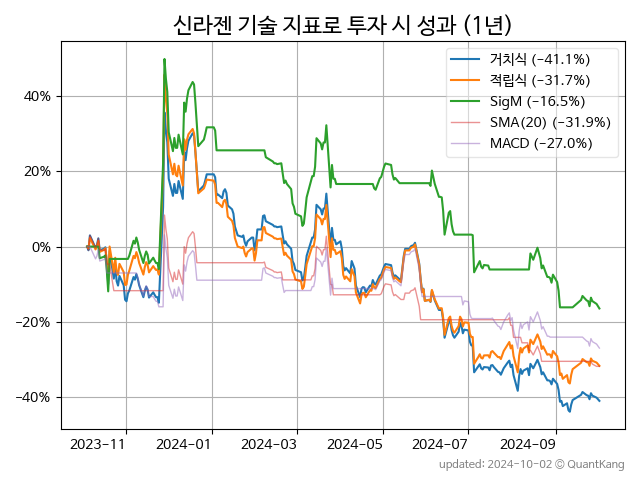 신라젠 기술 지표로 투자 시 성과 (1년)
거치식 (−41.1%)
적립식 (−31.7%)
SigM (−16.5%)
SMA(20) (−31.9%)
MACD (−27.0%)
40%
20%
0%
−20%
−40%
2023-11 2024-01 2024-03 2024-05 2024-07 2024-09
updated: 2024-10-02 © QuantKang